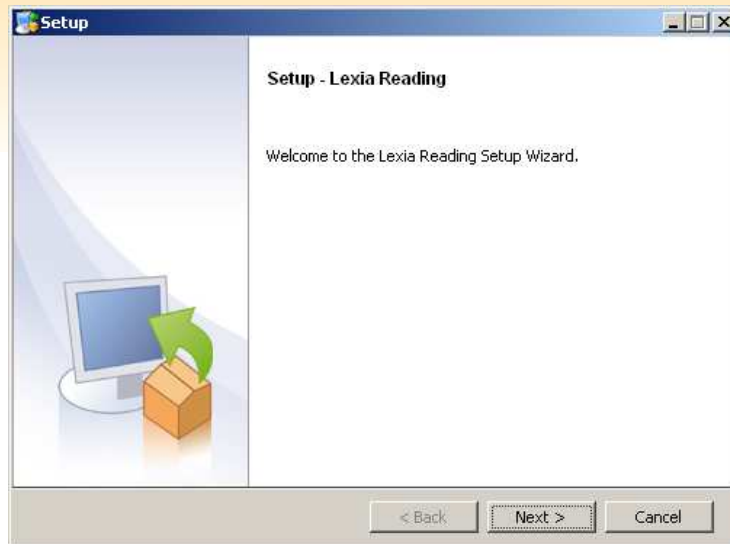 Setup
Setup - Lexia Reading
Welcome to the Lexia Reading Setup Wizard.
< Back Next > Cancel